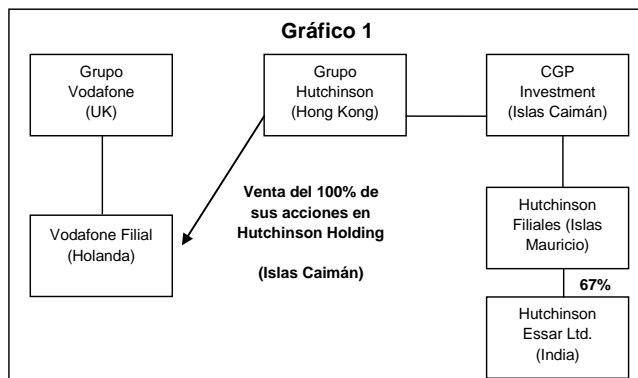 Gráfico 1
Grupo
Vodafone
(UK)
Grupo
Hutchinson
(Hong Kong)
CGP
Investment
(Islas Caimán)
Venta del 100% de
sus acciones en
Hutchinson Holding
(Islas Caimán)
Vodafone Filial
(Holanda)
Hutchinson
Filiales (Islas
Mauricio)
67%
Hutchinson
Essar Ltd.
(India)